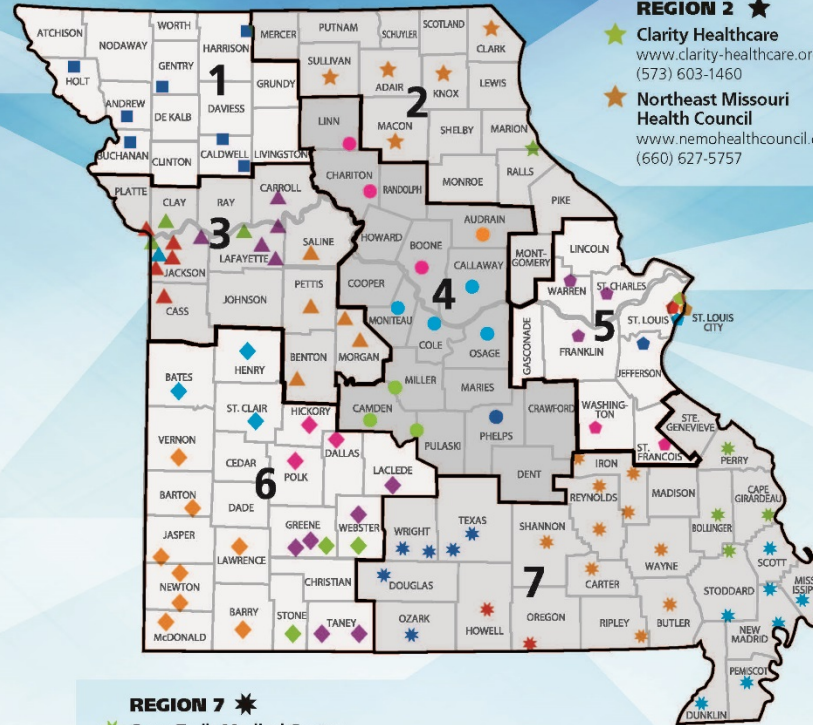 REGION 2
Clarity Healthcare
www.clarity-healthcare.or
(573) 603-1460
Northeast Missouri
Health Council
www.nemohealthcouncil.
(660) 627-5757
ATCHISON
NODAWAY
WORTH
HARRISON
MERCER
PUTNAM
SCHUYLER
SCOTLAND
CLARK
HOLT
GENTRY
1
SULLIVAN
ADAIR
KNOX
LEWIS
2
GRUNDY
ANDREW
DE KALB
DAVIESS
LINN
MACON
SHELBY
MARION
BUCHANAN
CLINTON
CALDWELL
LIVINGSTON
CHARITON
RANDOLPH
MONROE
RALLS
PIKE
PLATTE
CLAY
RAY
CARROLL
3
SALINE
HOWARD
BOONE
AUDRAIN
MONT-
GOMERY
LINCOLN
JACKSON
LAFAYETTE
COOPER
4
CALLAWAY
WARREN
ST. CHARLES
CASS
JOHNSON
PETTIS
MONITEAU
COLE
OSAGE
GASCONADE
5
ST. LOUIS
ST. LOUIS
CITY
FRANKLIN
JEFFERSON
BENTON
MORGAN
MILLER
MARIES
BATES
HENRY
ST. CLAIR
HICKORY
CAMDEN
PULASKI
PHELPS
CRAWFORD
WASHING-
TON
ST.
FRANCOIS
STE.
GENEVIEVE
VERNON
CEDAR
6
POLK
DALLAS
LACLEDE
DENT
IRON
PERRY
BARTON
DADE
REYNOLDS
MADISON
CAPE
GIRARDEAU
JASPER
GREENE
WEBSTER
WRIGHT
TEXAS
SHANNON
BOLLINGER
LAWRENCE
WAYNE
SCOTT
NEWTON
CHRISTIAN
DOUGLAS
7
CARTER
STODDARD
MISS
ISSIP
McDONALD
BARRY
STONE
TANEY
OZARK
HOWELL
OREGON
RIPLEY
BUTLER
NEW
MADRID
PEMISCOT
DUNKLIN
REGION 7